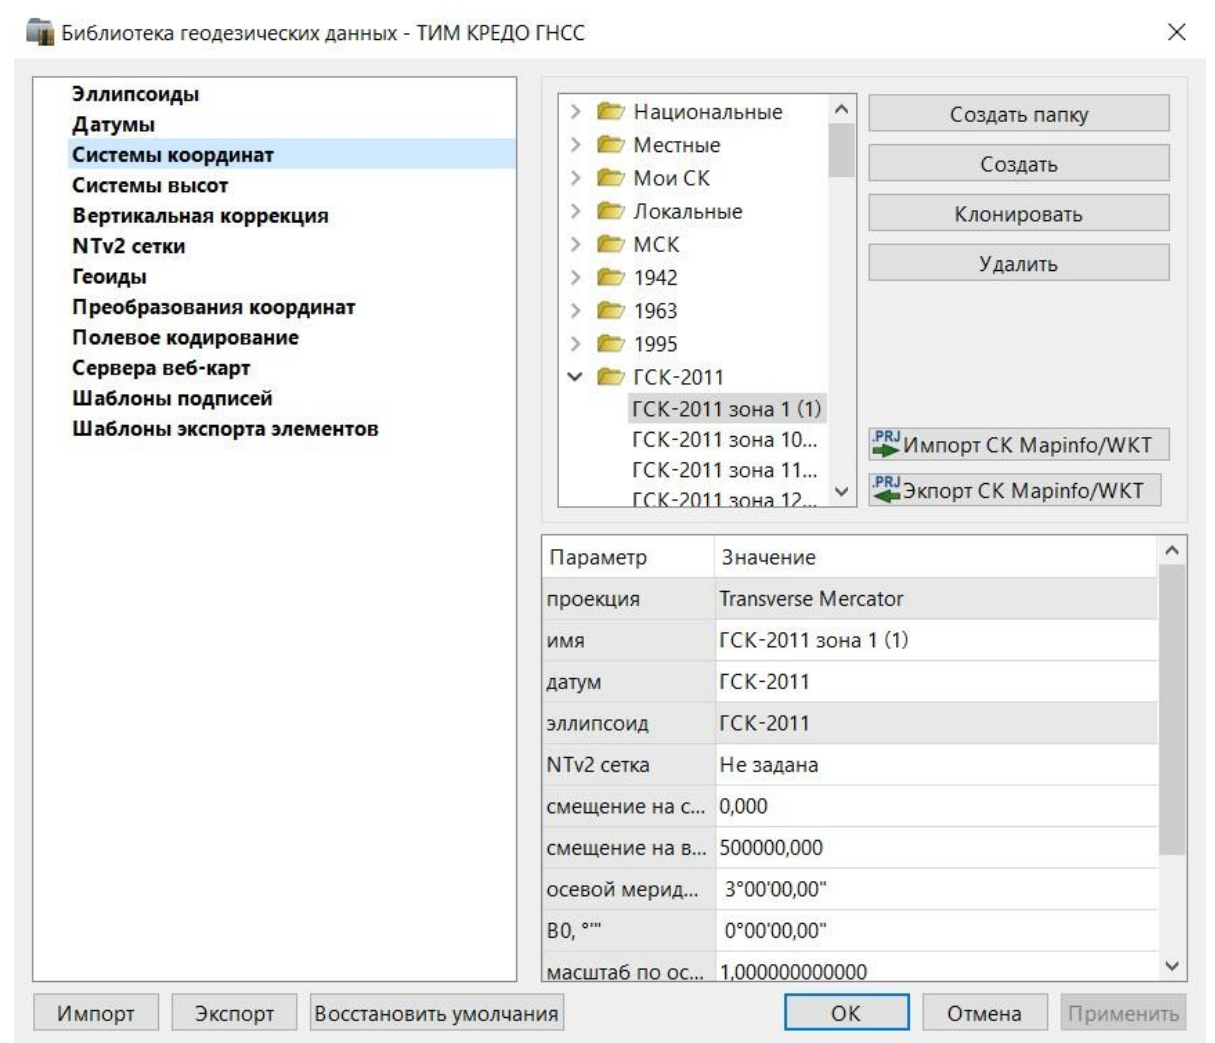 Библиотека геодезических данных - ТИМ КРЕДО ГНСС
Эллипсоиды
Датумы
Системы координат
Системы высот
Вертикальная коррекция
NTv2 сетки
Геоиды
Преобразования координат
Полевое кодирование
Сервера веб-карт
Шаблоны подписей
Шаблоны экспорта элементов
Национальные
Местные
Мои СК
Локальные
МСК
1942
1963
1995
ГСК-2011
ГСК-2011 зона 1 (1)
ГСК-2011 зона 10...
ГСК-2011 зона 11...
ГСК-2011 зона 12...
Создать папку
Создать
Клонировать
Удалить
.PRJ Импорт СК Mapinfo/WKT
.PRJ Экпорт СК Mapinfo/WKT
Параметр Значение
проекция Transverse Mercator
имя ГСК-2011 зона 1 (1)
датум ГСК-2011
эллипсоид ГСК-2011
NTv2 сетка Не задана
смещение на с... 0,000
смещение на в... 500000,000
осевой мерид... 3°00'00,00"
B0, °'" 0°00'00,00"
масштаб по ос... 1,000000000000
Импорт Экспорт Восстановить умолчания OK Отмена Применить